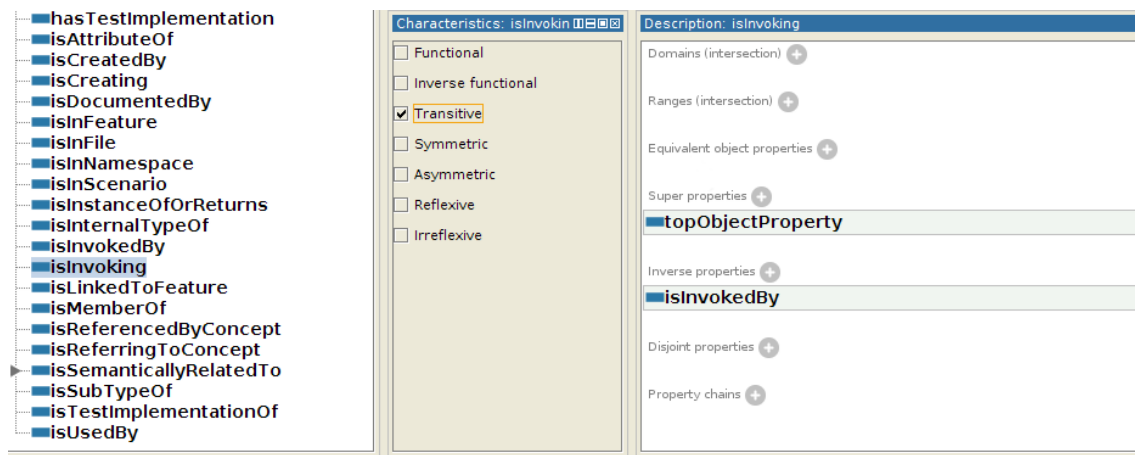 hasTestImplementation
isAttributeOf
isCreatedBy
isCreating
isDocumentedBy
isInFeature
isInFile
isInNamespace
isInScenario
isInstanceOfOrReturns
isInternalTypeOf
isInvokedBy
isInvoking
isLinkedToFeature
isMemberOf
isReferencedByConcept
isReferringToConcept
isSemanticallyRelatedTo
isSubTypeOf
isTestImplementationOf
isUsedBy
Characteristics: isInvokin
Functional
Inverse functional
Transitive
Symmetric
Asymmetric
Reflexive
Irreflexive
Description: isInvoking
Domains (intersection)
Ranges (intersection)
Equivalent object properties
Super properties
topObjectProperty
Inverse properties
isInvokedBy
Disjoint properties
Property chains